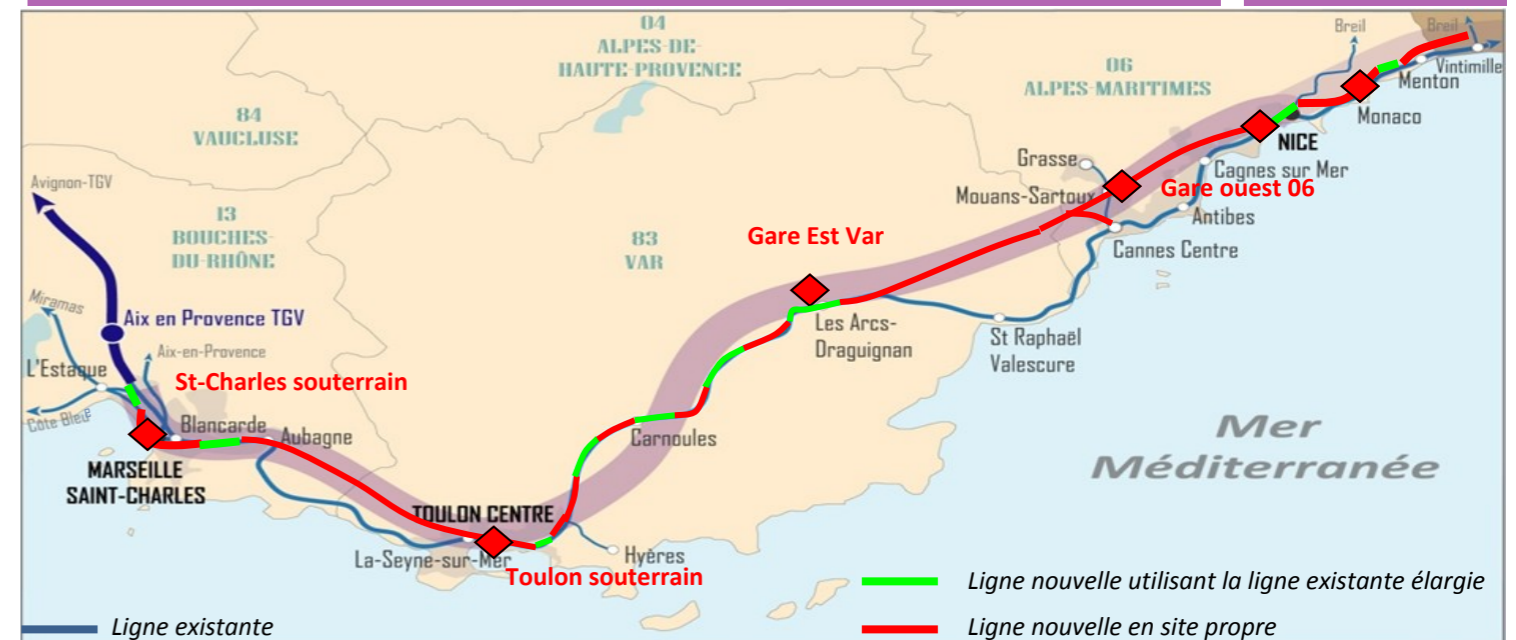 04
ALPES-DE-
HAUTE-PROVENCE
Breil
Breil
06
ALPES-MARITIMES
Vintimille
Menton
Monaco
84
VAUCLUSE
NICE
Grasse
Cagnes sur Mer
Mouans-Sartoux
Gare ouest 06
Antibes
Avignon-TGV
13
BOUCHES-
DU-RHÔNE
83
VAR
Gare Est Var
Cannes Centre
Miramas
Aix en Provence TGV
Les Arcs-
Draguignan
St Raphaël
Valescure
Aix-en-Provence
L'Estaque
St-Charles souterrain
Côte Bleue
Blancarde
Aubagne
Carnoules
Mer
Méditerranée
MARSEILLE
SAINT-CHARLES
TOULON CENTRE
La-Seyne-sur-Mer
Hyères
Toulon souterrain
Ligne nouvelle utilisant la ligne existante élargie
Ligne existante
Ligne nouvelle en site propre